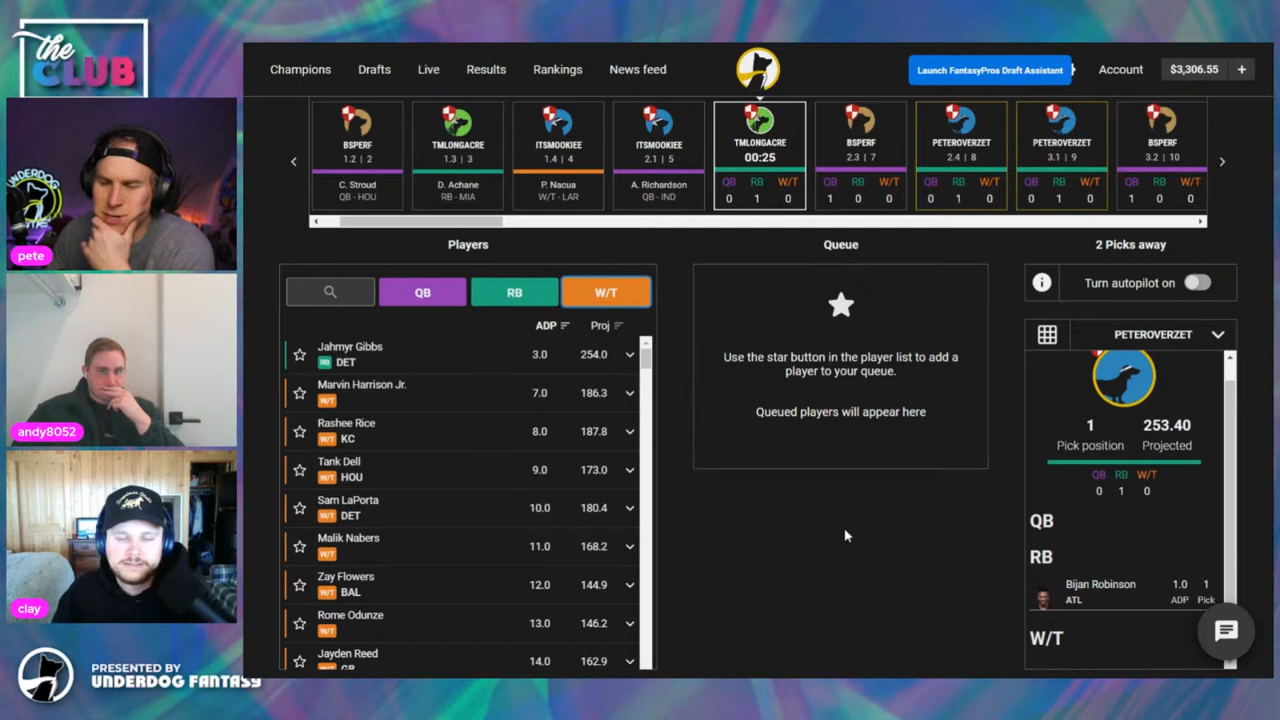 the
CLUB
Champions
Drafts
Live
Results
Rankings
News feed
Launch FantasyPros Draft Assistant
Account
$3,306.55
+
BSPERF
1.2 | 2
C. Stroud
QB - HOU
TMLONGACRE
1.3 | 3
D. Achane
RB - MIA
ITSMOOKIEE
1.4 | 4
P. Nacua
W/T - LAR
ITSMOOKIEE
2.1 | 5
A. Richardson
QB - IND
TMLONGACRE
00:25
QB RB W/T
0 1 0
BSPERF
2.3 | 7
QB RB W/T
1 0 0
PETEROVERZET
2.4 | 8
QB RB W/T
0 1 0
PETEROVERZET
3.1 | 9
QB RB W/T
0 1 0
BSPERF
3.2 | 10
QB RB W/T
1 0 0
Players
Queue
2 Picks away
QB
RB
W/T
ADP
Proj
Jahmyr Gibbs
RB DET
3.0
254.0
Marvin Harrison Jr.
W/T
7.0
186.3
Rashee Rice
W/T KC
8.0
187.8
Tank Dell
W/T HOU
9.0
173.0
Sam LaPorta
W/T DET
10.0
180.4
Malik Nabers
W/T
11.0
168.2
Zay Flowers
W/T BAL
12.0
144.9
Rome Odunze
W/T
13.0
146.2
Jayden Reed
W/T GB
14.0
162.9
Use the star button in the player list to add a
player to your queue.
Queued players will appear here
Turn autopilot on
PETEROVERZET
1
Pick position
253.40
Projected
QB RB W/T
0 1 0
QB
RB
Bijan Robinson
ATL
1.0
ADP
1
Pick
W/T
UNDERDOG
pete
andy8052
clay
PRESENTED BY
UNDERDOG FANTASY